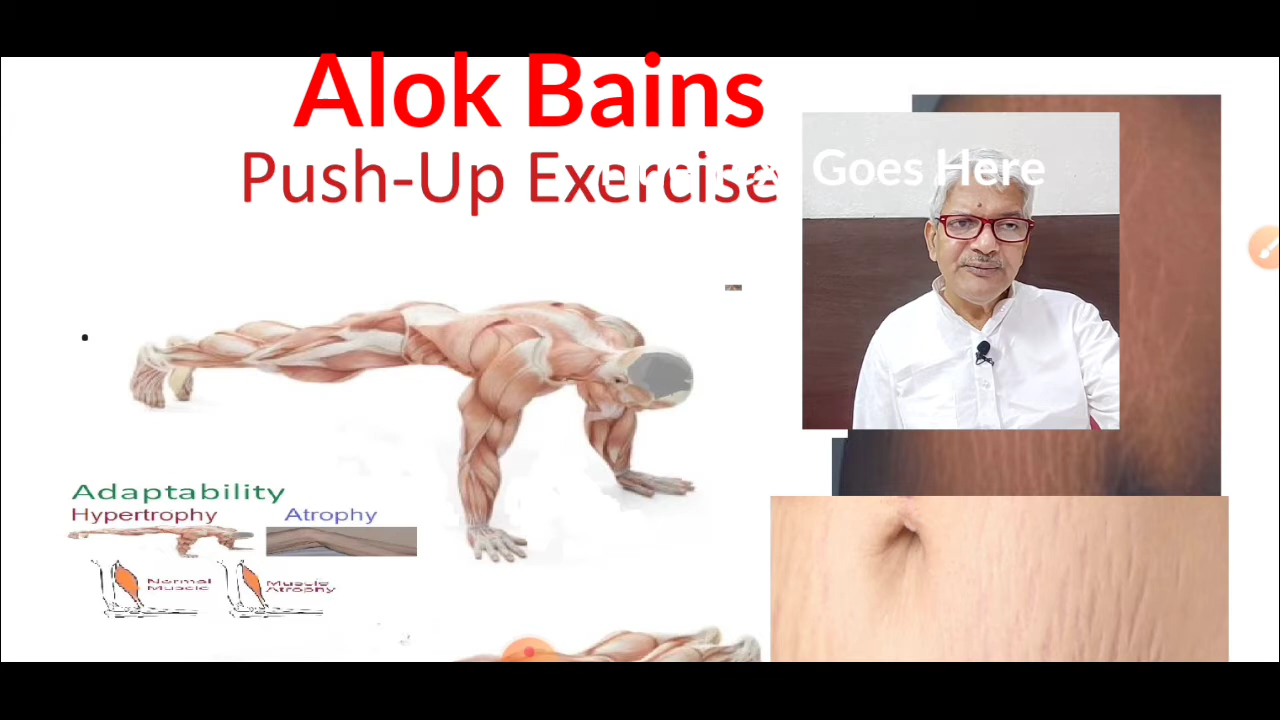 Alok Bains
Push-Up Exercise
Goes Here
Adaptability
Hypertrophy
Atrophy
Normal
Muscle
Muscle
Atrophy